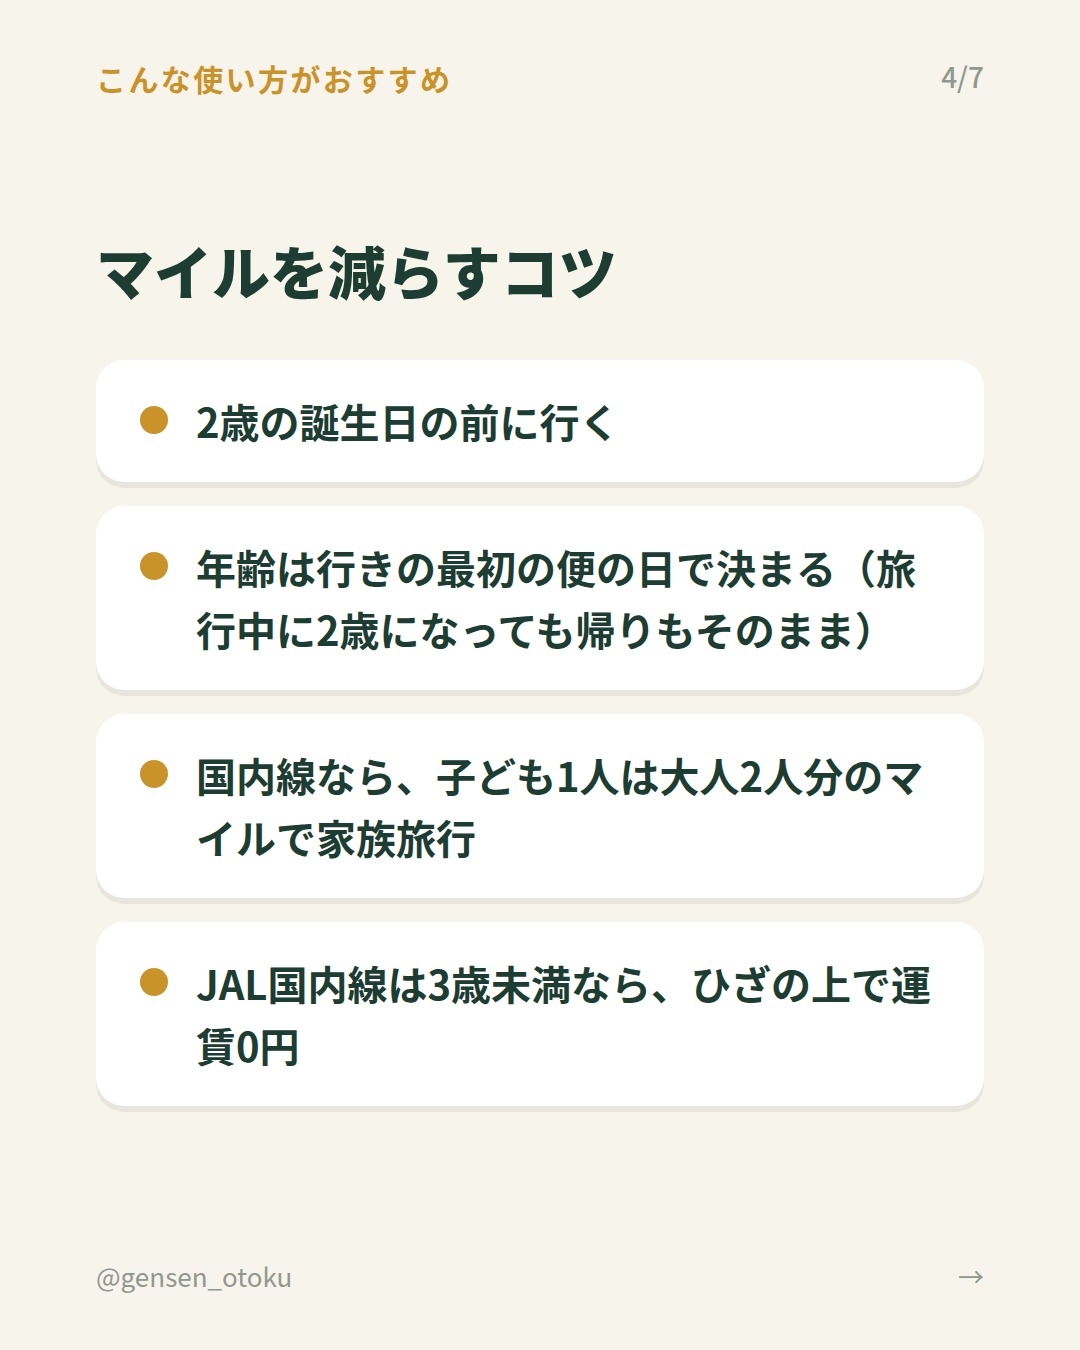 こんな使い方がおすすめ
4/7
マイルを減らすコツ
2歳の誕生日の前に行く
年齢は行きの最初の便の日で決まる（旅
行中に2歳になっても帰りもそのまま）
国内線なら、子ども1人は大人2人分のマ
イルで家族旅行
JAL国内線は3歳未満なら、ひざの上で運
賃0円
@gensen_otoku
→